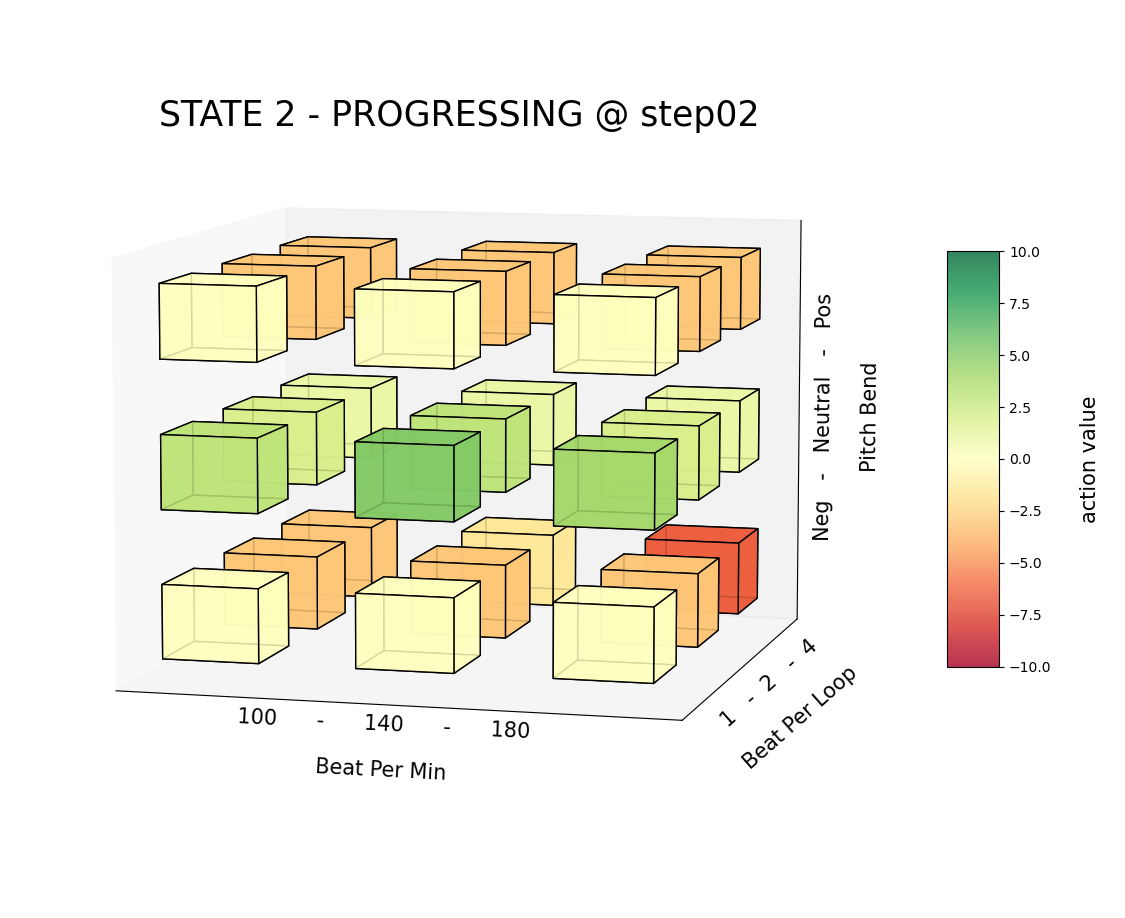 STATE 2 - PROGRESSING @ step02
Neg - Neutral - Pos
Pitch Bend
100 - 140 - 180
Beat Per Min
1 - 2 - 4
Beat Per Loop
10.0
7.5
5.0
2.5
0.0
−2.5
−5.0
−7.5
−10.0
action value